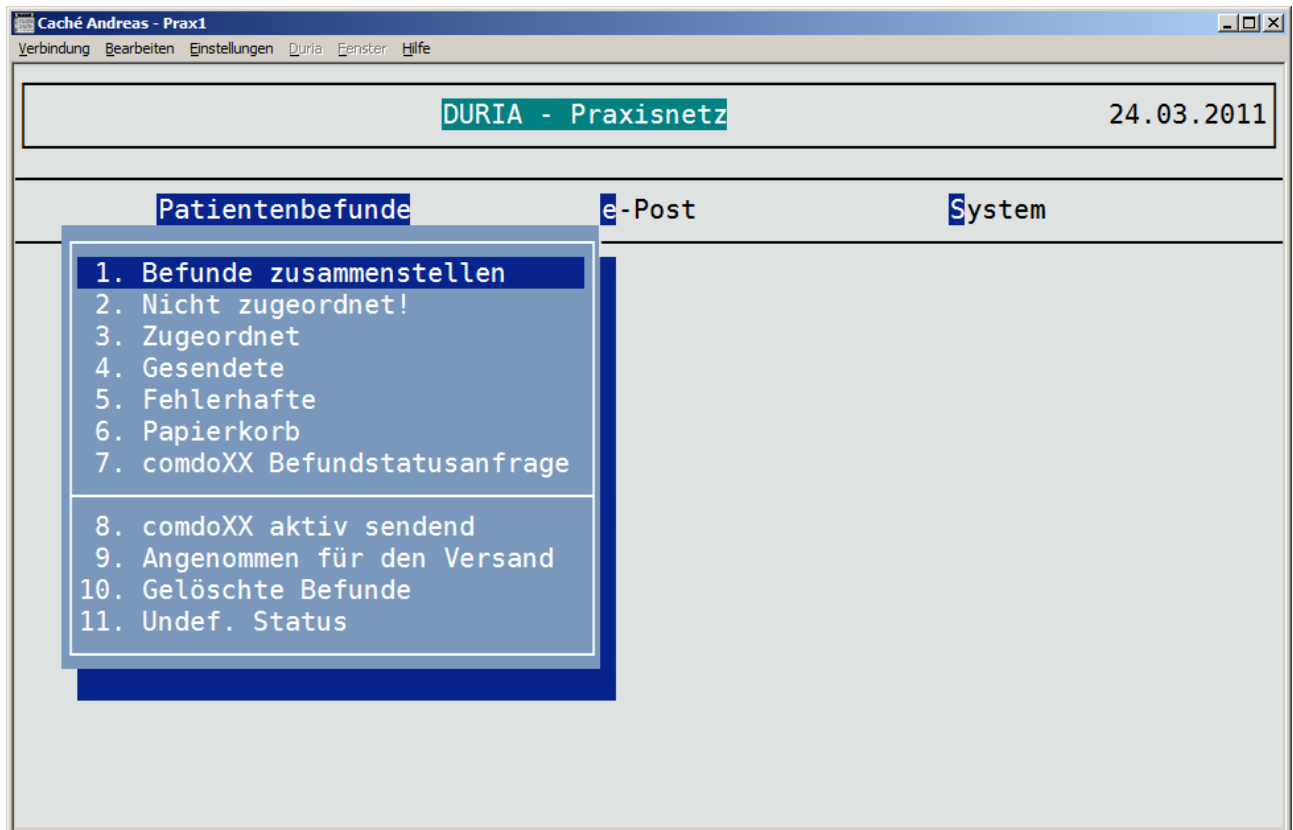 Caché Andreas - Prax1
Verbindung Bearbeiten Einstellungen Duria Fenster Hilfe
DURIA - Praxisnetz 24.03.2011
Patientenbefunde e-Post System
1. Befunde zusammenstellen
2. Nicht zugeordnet!
3. Zugeordnet
4. Gesendete
5. Fehlerhafte
6. Papierkorb
7. comdoXX Befundstatusanfrage
8. comdoXX aktiv sendend
9. Angenommen für den Versand
10. Gelöschte Befunde
11. Undef. Status